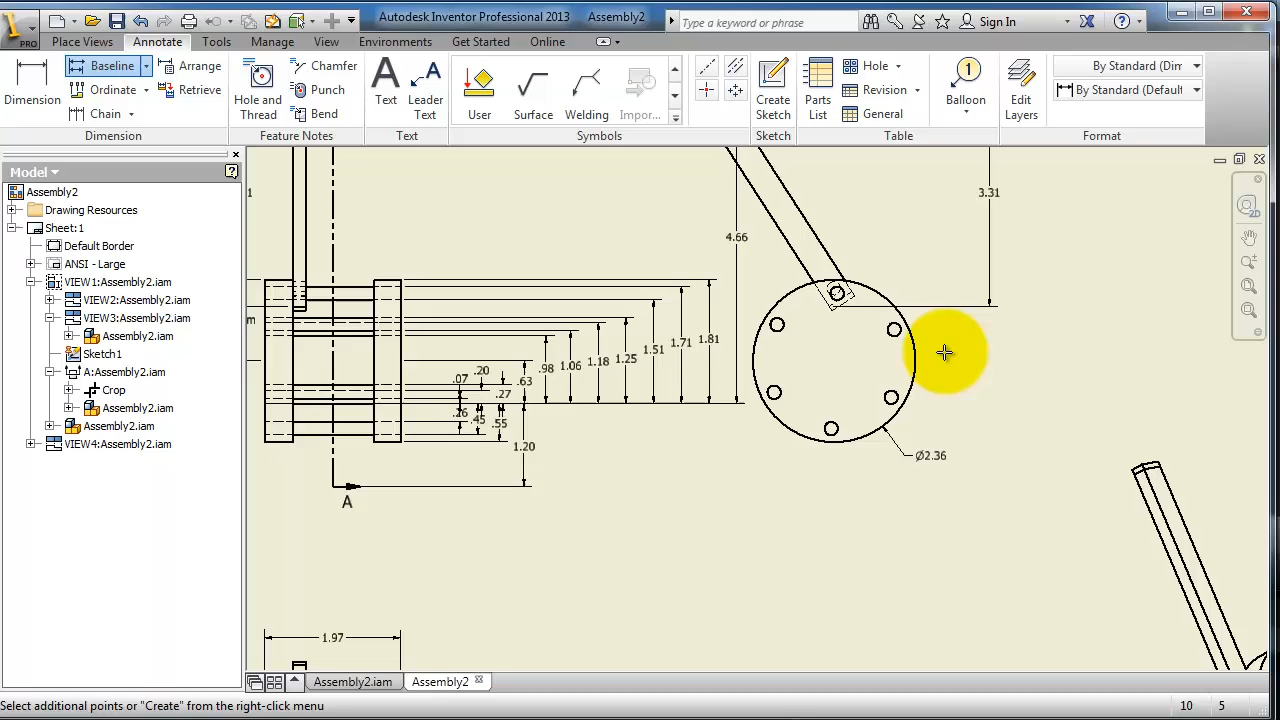 Autodesk Inventor Professional 2013 Assembly2
Type a keyword or phrase
Sign In
PRO
Place Views Annotate Tools Manage View Environments Get Started Online
Dimension
Baseline
Ordinate
Chain
Arrange
Retrieve
Dimension
Hole and Thread
Chamfer
Punch
Bend
Feature Notes
Text
Leader Text
Text
User
Surface
Welding
Impor...
Symbols
Create Sketch
Sketch
Parts List
Hole
Revision
General
Table
Balloon
Edit Layers
By Standard (Dim
By Standard (Default
Format
Model
Assembly2
Drawing Resources
Sheet:1
Default Border
ANSI - Large
VIEW1:Assembly2.iam
VIEW2:Assembly2.iam
VIEW3:Assembly2.iam
Assembly2.iam
Sketch1
A:Assembly2.iam
Crop
Assembly2.iam
Assembly2.iam
VIEW4:Assembly2.iam
1
m
4.66
3.31
.07
.20
.27
.26
.45
.55
.63
1.20
.98
1.06
1.18
1.25
1.51
1.71
1.81
Ø2.36
A
1.97
2D
Assembly2.iam
Assembly2
Select additional points or "Create" from the right-click menu
10 5